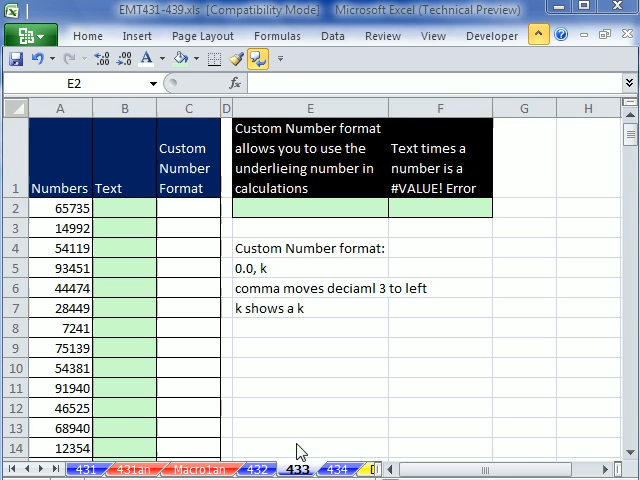 EMT431-439.xls [Compatibility Mode] - Microsoft Excel (Technical Preview)
Home Insert Page Layout Formulas Data Review View Developer
E2 fx
A B C D E F G H
1 Numbers Text Custom Number Format Custom Number format allows you to use the underlieing number in calculations Text times a number is a #VALUE! Error
2 65735
3 14992
4 54119 Custom Number format:
5 93451 0.0, k
6 44474 comma moves deciaml 3 to left
7 28449 k shows a k
8 7241
9 75139
10 54381
11 91940
12 46525
13 68940
14 12354
431 431an Macro1an 432 433 434